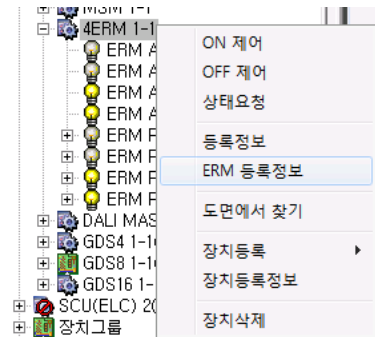 MSM 1-1
4ERM 1-1
ERM A
ERM A
ERM A
ERM A
ERM P
ERM P
ERM P
ERM P
DALI MAS
GDS4 1-1
GDS8 1-1
GDS16 1-
SCU(ELC) 2(
장치그룹
ON 제어
OFF 제어
상태요청
등록정보
ERM 등록정보
도면에서 찾기
장치등록
장치등록정보
장치삭제